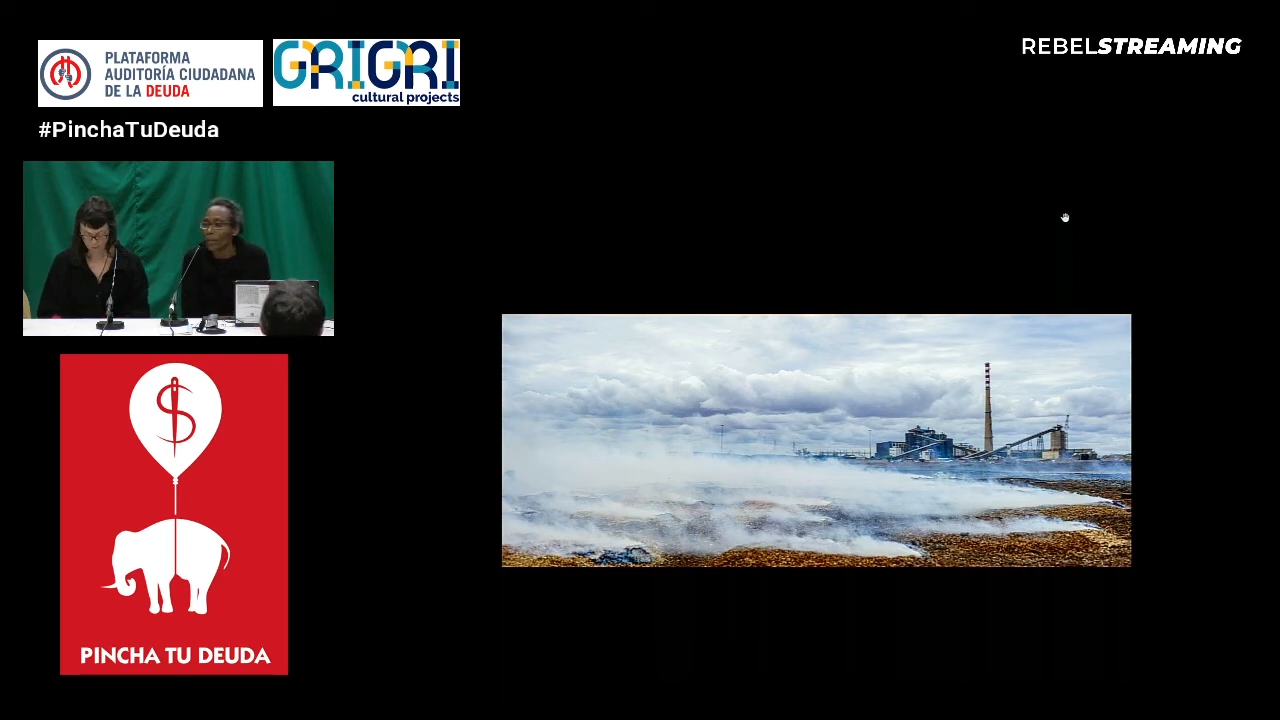 PLATAFORMA
AUDITORÍA CIUDADANA
DE LA DEUDA
GRIGRI
cultural projects
REBELSTREAMING
#PinchaTuDeuda
$
PINCHA TU DEUDA